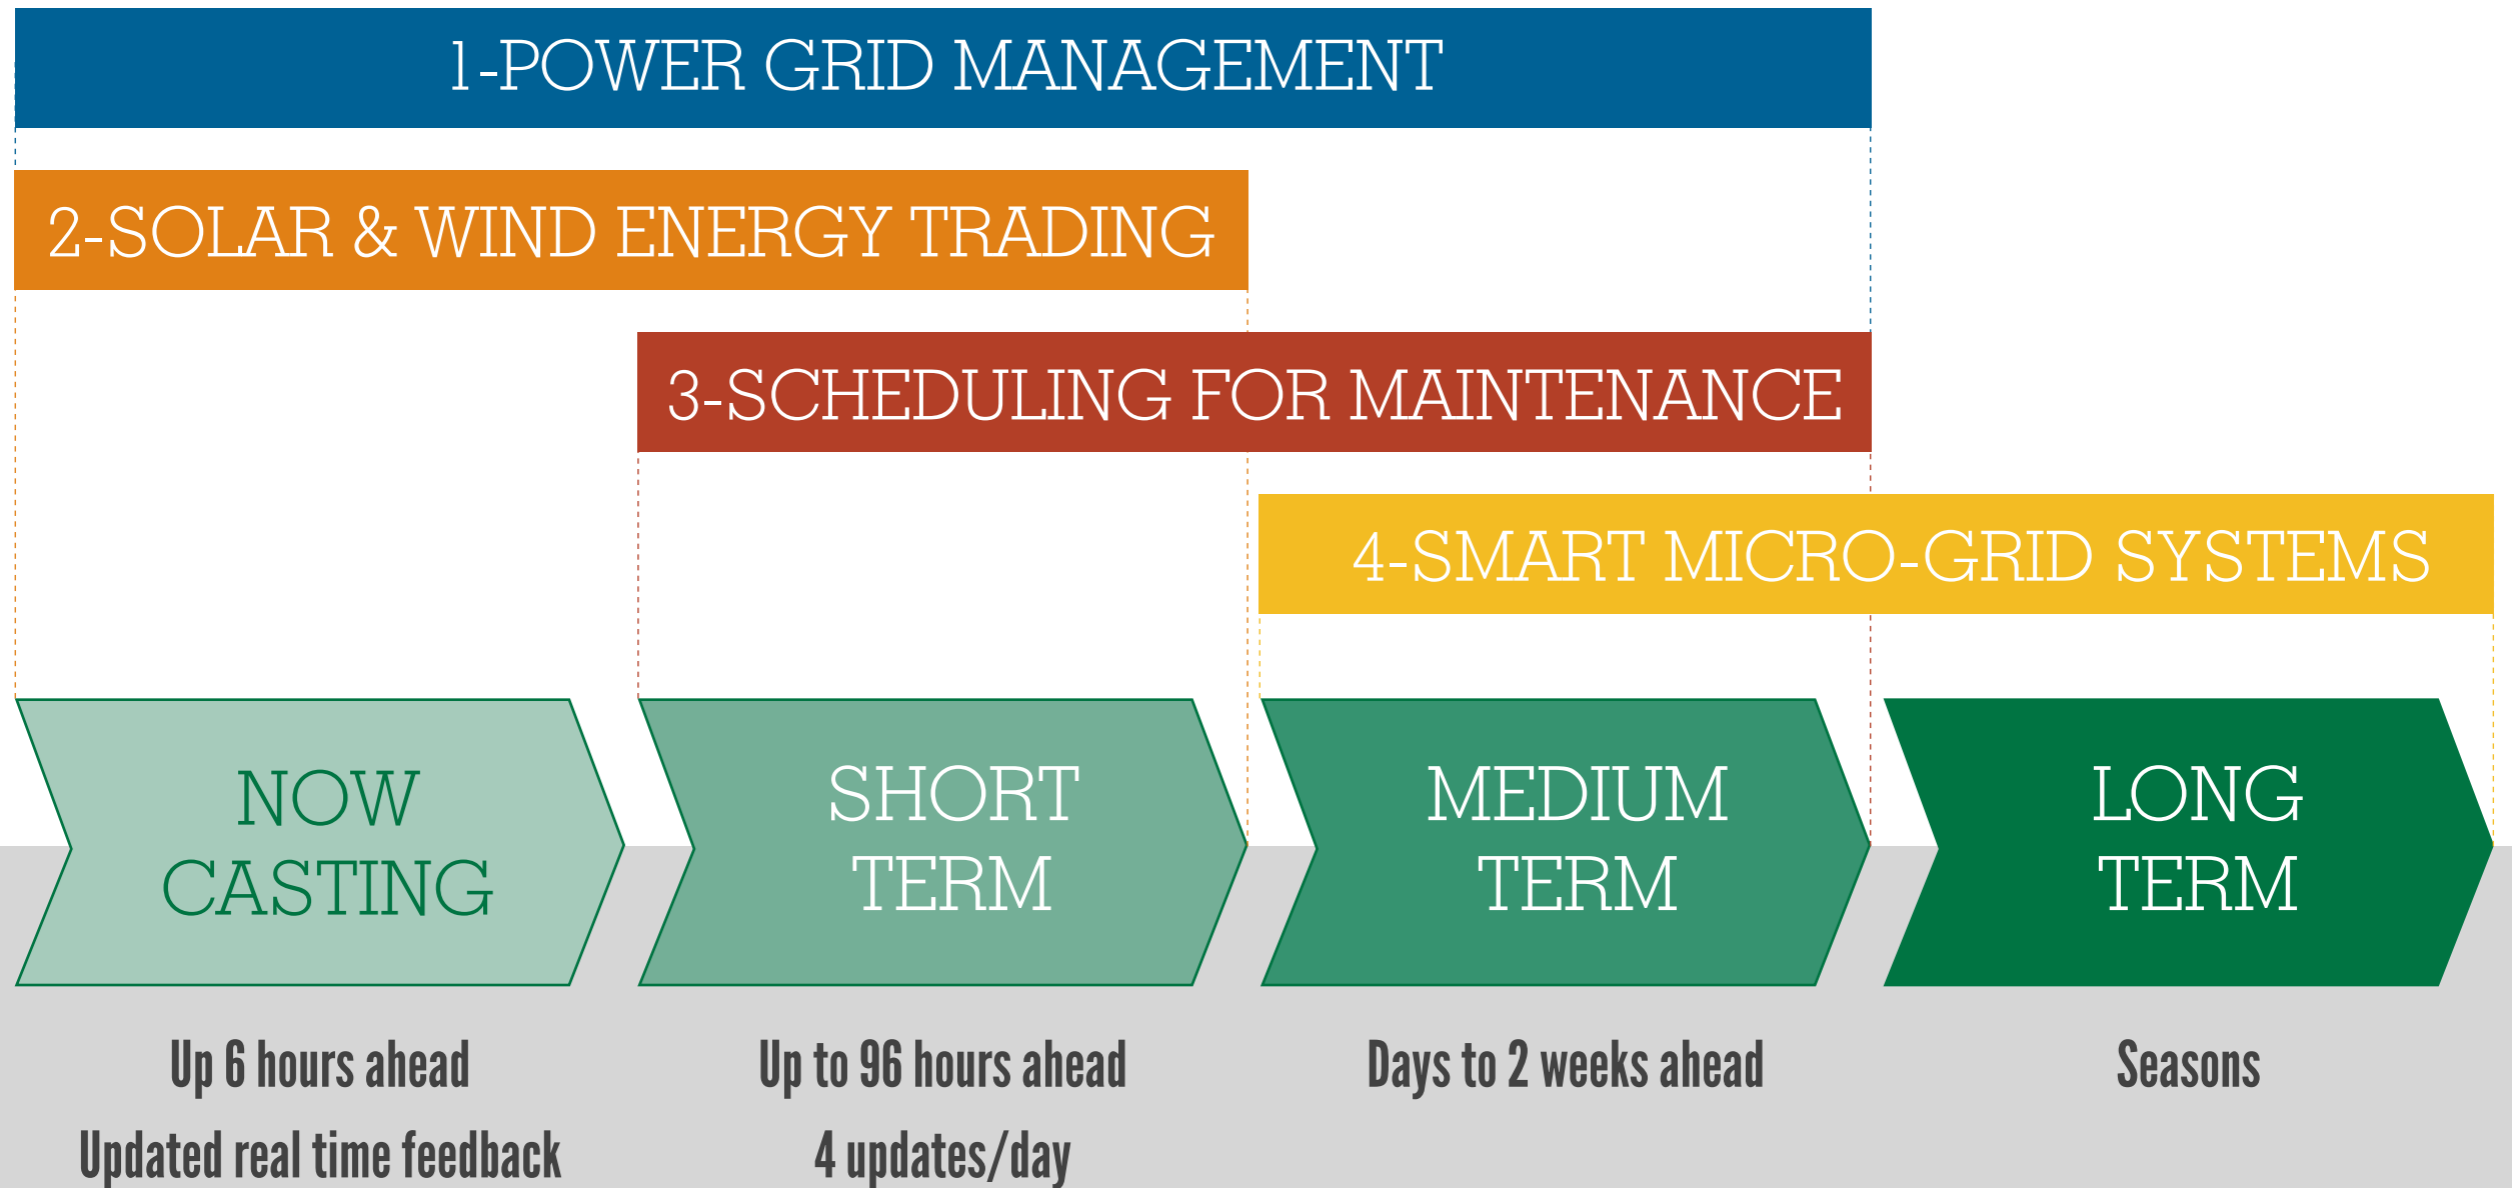 1-POWER GRID MANAGEMENT
2-SOLAR & WIND ENERGY TRADING
3-SCHEDULING FOR MAINTENANCE
4-SMART MICRO-GRID SYSTEMS
NOW
CASTING
SHORT
TERM
MEDIUM
TERM
LONG
TERM
Up 6 hours ahead
Updated real time feedback
Up to 96 hours ahead
4 updates/day
Days to 2 weeks ahead
Seasons